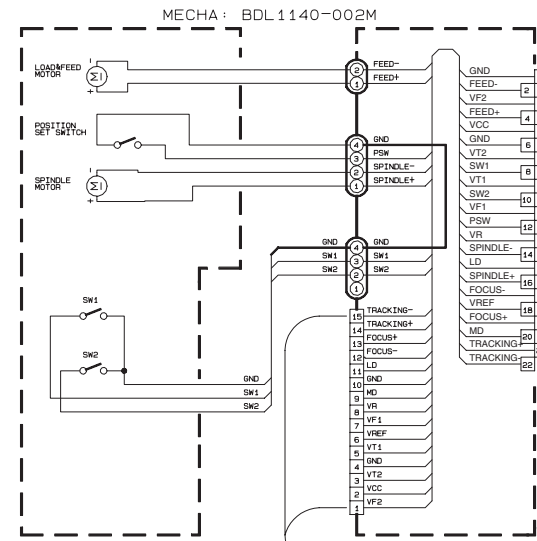 MECHA: BDL1140-002M
LOAD&FEED
MOTOR
-
M
+
POSITION
SET SWITCH
SPINDLE
MOTOR
-
M
+
2 FEED-
1 FEED+
4 GND
3 PSW
2 SPINDLE-
1 SPINDLE+
GND 4 GND
SW1 3 SW1
SW2 2 SW2
1
SW1
SW2
GND
SW1
SW2
15 TRACKING-
14 TRACKING+
13 FOCUS+
12 FOCUS-
11 LD
10 GND
9 MD
8 VR
7 VF1
6 VREF
5 VT1
4 GND
3 VT2
2 VCC
1 VF2
GND
FEED- 2
VF2
FEED+ 4
VCC
GND 6
VT2
SW1 8
VT1
SW2 10
VF1
PSW 12
VR
SPINDLE- 14
LD
SPINDLE+ 16
FOCUS-
VREF 18
FOCUS+
MD 20
TRACKING+
TRACKING- 22